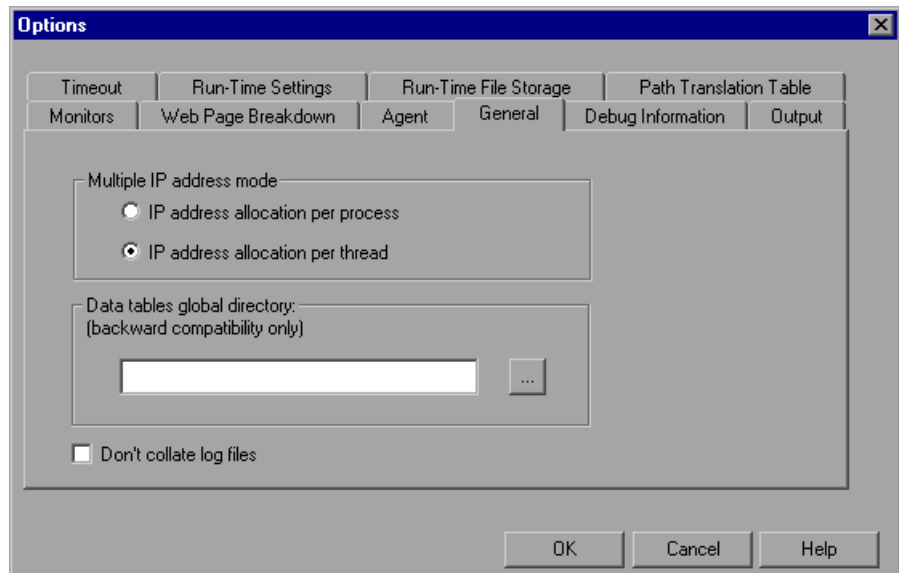 Options
Timeout Run-Time Settings Run-Time File Storage Path Translation Table
Monitors Web Page Breakdown Agent General Debug Information Output
Multiple IP address mode
IP address allocation per process
IP address allocation per thread
Data tables global directory:
(backward compatibility only)
...
Don't collate log files
OK Cancel Help